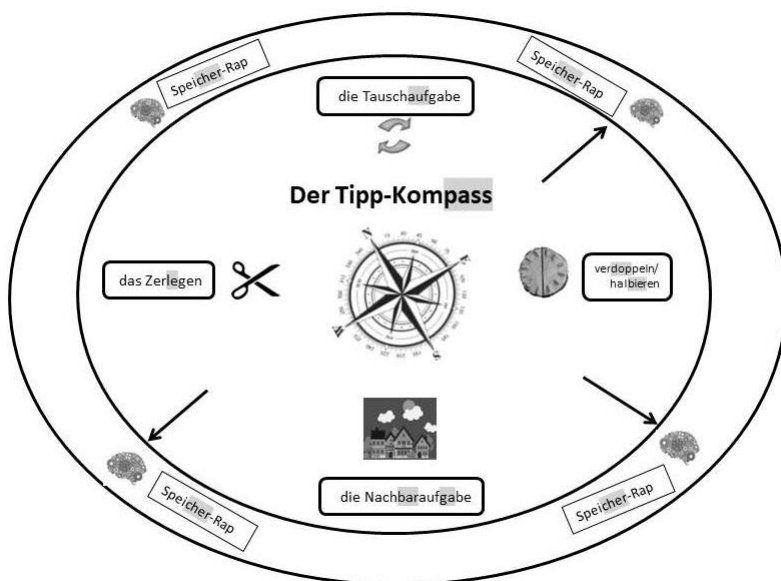 Speicher-Rap
Speicher-Rap
die Tauschaufgabe
Der Tipp-Kompass
das Zerlegen
verdoppeln/
halbieren
die Nachbaraufgabe
Speicher-Rap
Speicher-Rap